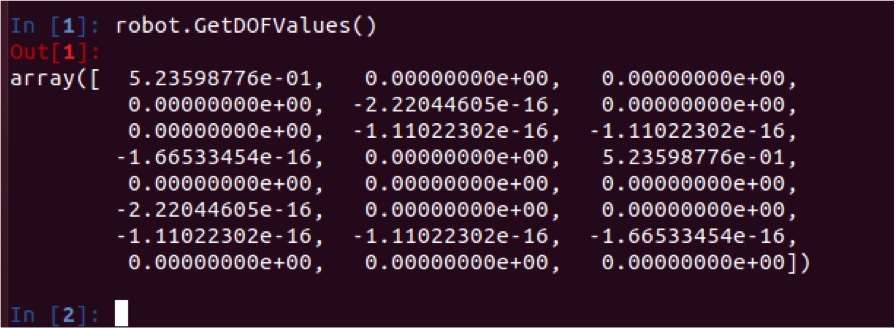 In [1]: robot.GetDOFValues()
Out[1]:
array([  5.23598776e-01,   0.00000000e+00,   0.00000000e+00,
         0.00000000e+00,  -2.22044605e-16,   0.00000000e+00,
         0.00000000e+00,  -1.11022302e-16,  -1.11022302e-16,
        -1.66533454e-16,   0.00000000e+00,   5.23598776e-01,
         0.00000000e+00,   0.00000000e+00,   0.00000000e+00,
        -2.22044605e-16,   0.00000000e+00,   0.00000000e+00,
        -1.11022302e-16,  -1.11022302e-16,  -1.66533454e-16,
         0.00000000e+00,   0.00000000e+00,   0.00000000e+00])
In [2]: